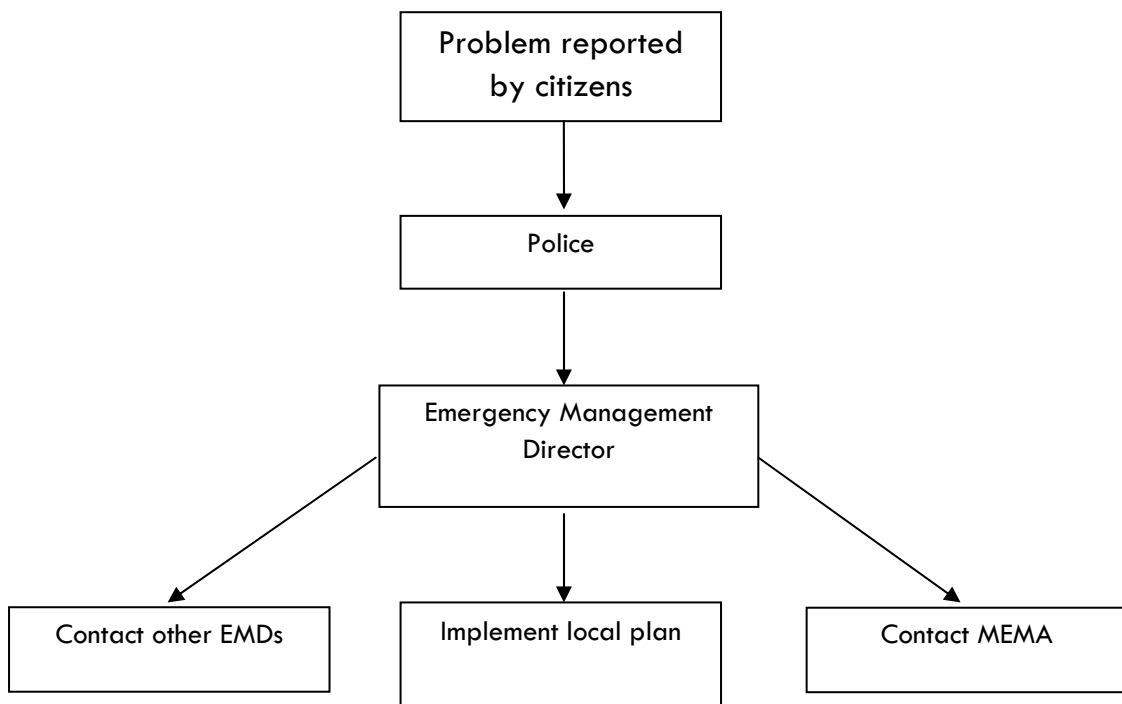 Problem reported
by citizens
Police
Emergency Management
Director
Contact other EMDs
Implement local plan
Contact MEMA